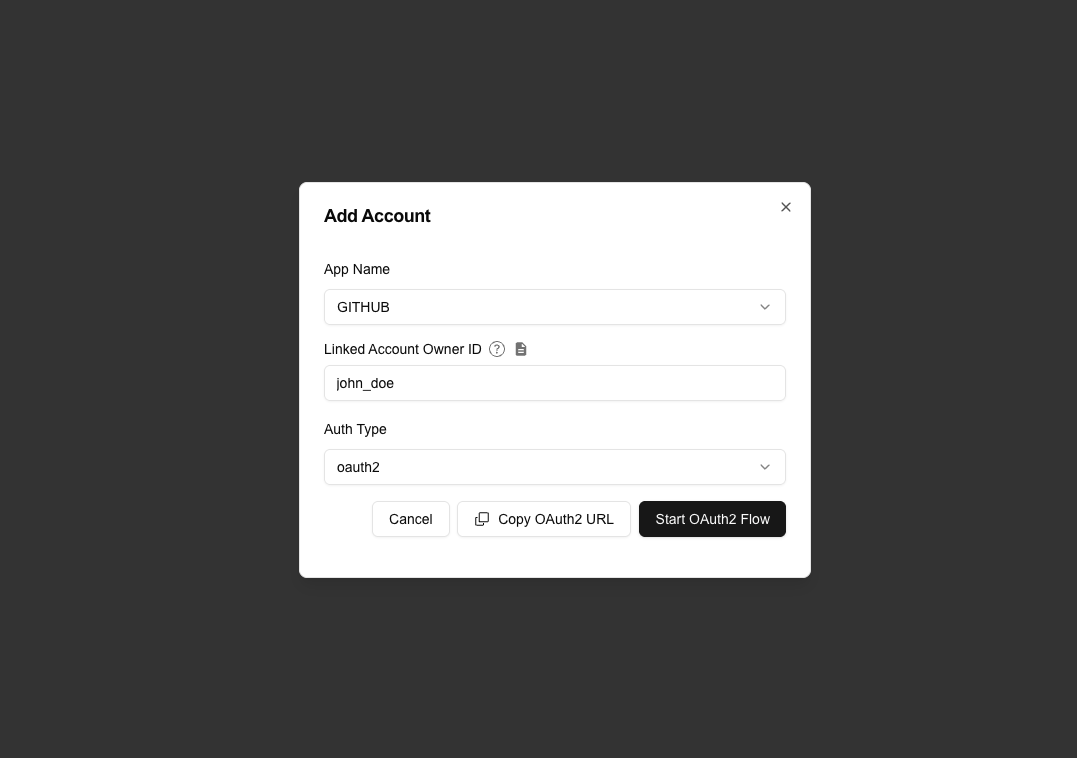 Add Account
App Name
GITHUB
Linked Account Owner ID ?
john_doe
Auth Type
oauth2
Cancel Copy OAuth2 URL Start OAuth2 Flow